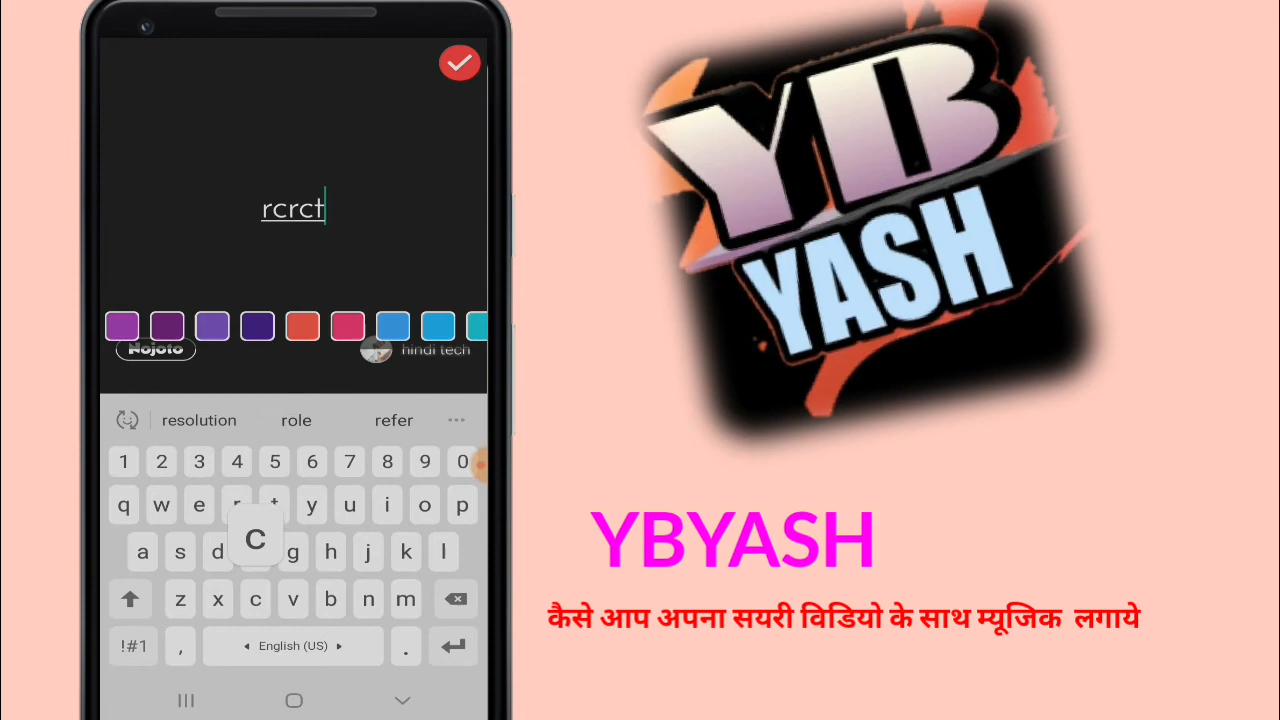 rcrct
Nojoto
hindi tech
resolution role refer
1 2 3 4 5 6 7 8 9 0
q w e r t y u i o p
a s d g h j k l
C
z x c v b n m
!#1 , English (US) .
YB
YASH
YBYASH
कैसे आप अपना सयरी विडियो के साथ म्यूजिक लगाये